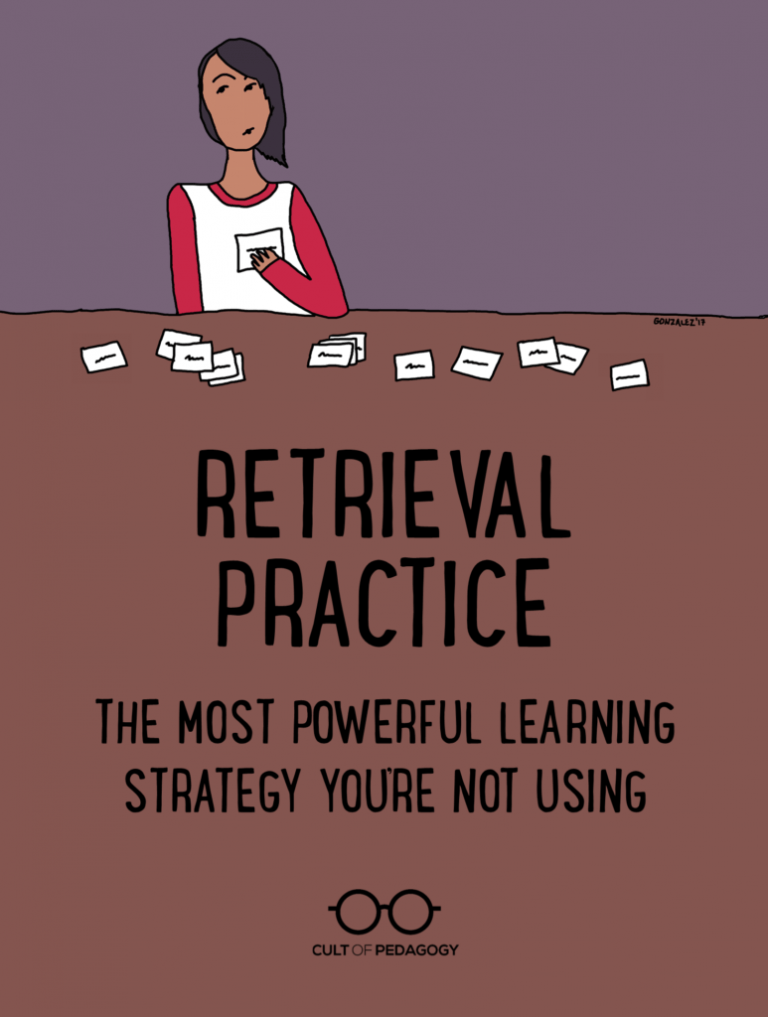 GONZALEZ'17
RETRIEVAL
PRACTICE
THE MOST POWERFUL LEARNING
STRATEGY YOU'RE NOT USING
CULT OF PEDAGOGY